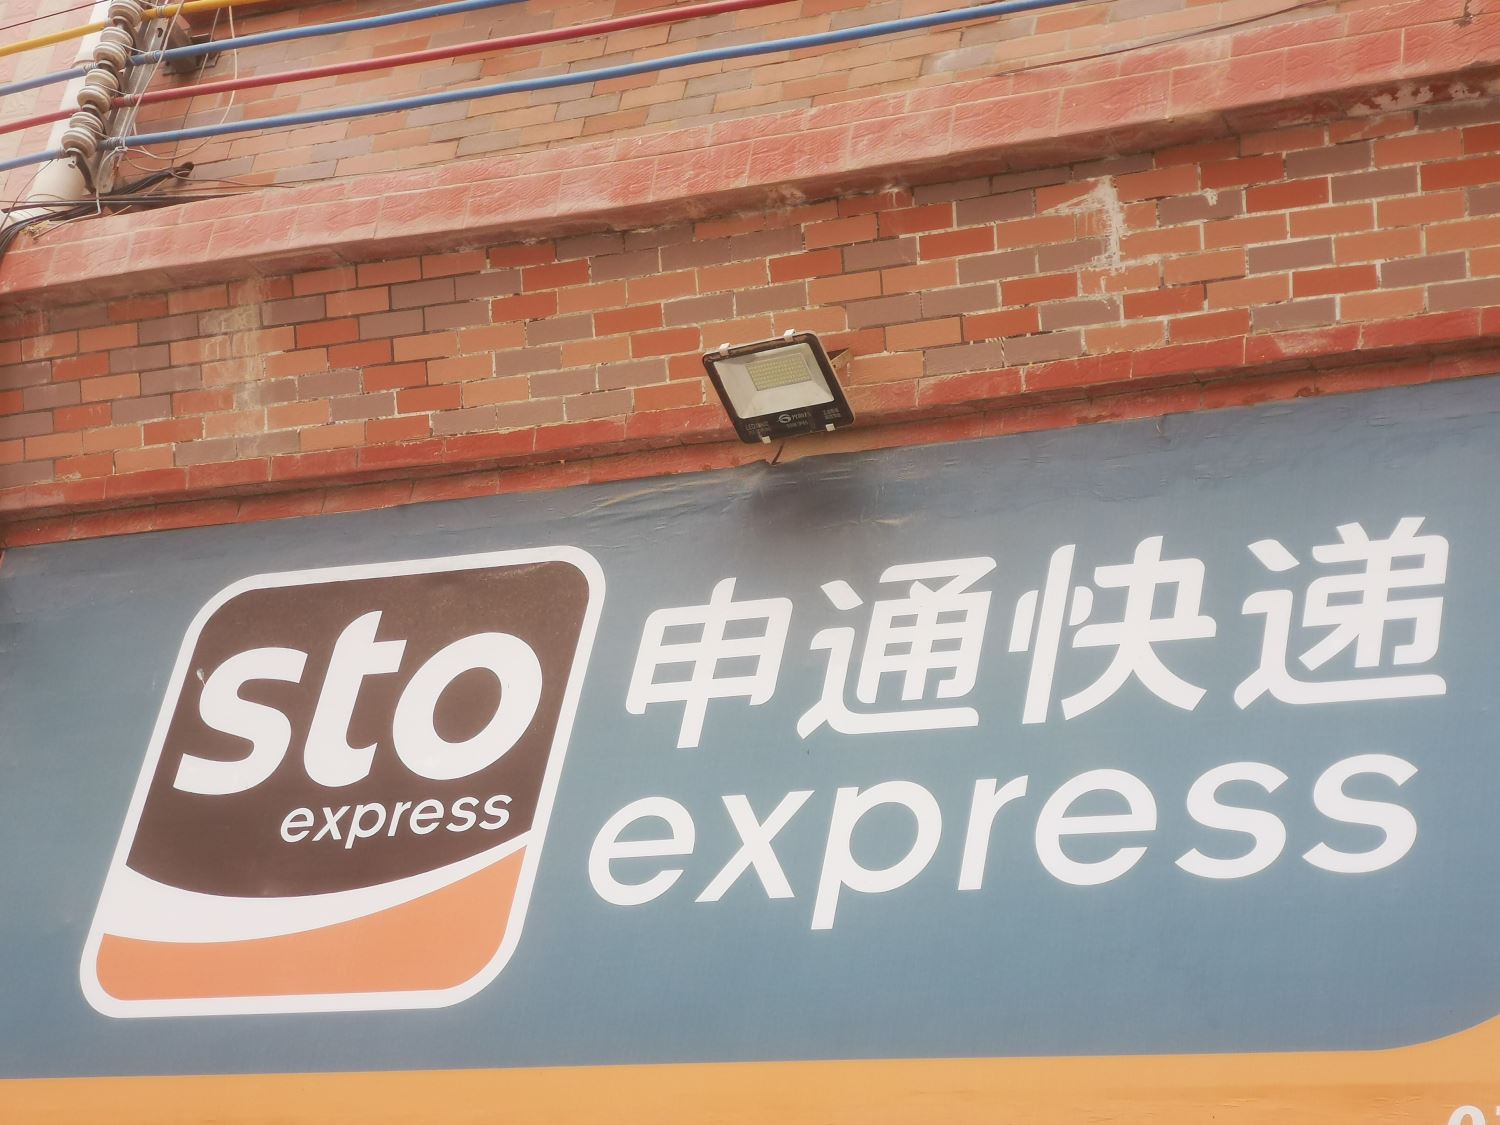 sto
express
申通快递
express